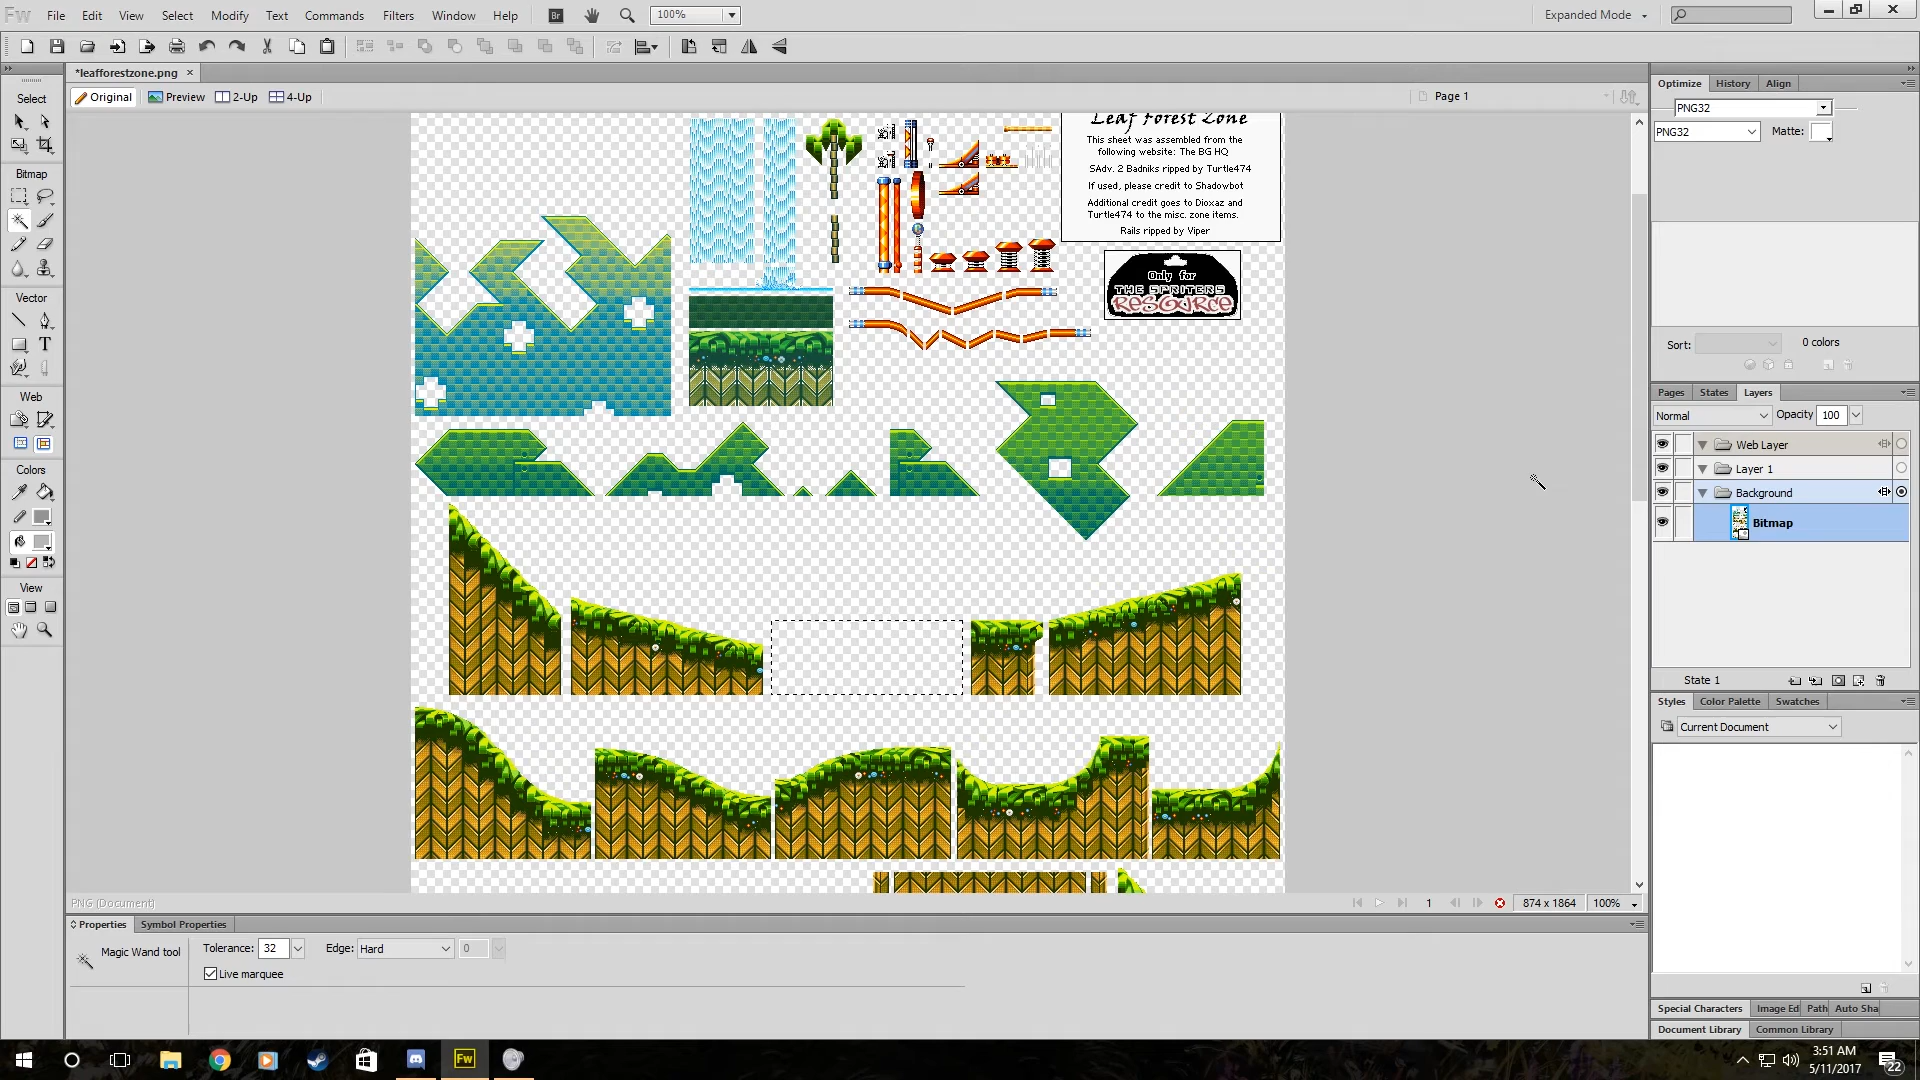 Fw File Edit View Select Modify Text Commands Filters Window Help Br 100% Expanded Mode
*leafforestzone.png ×
Original Preview 2-Up 4-Up Page 1
Select
Bitmap
Vector
T
Web
Colors
View
Leaf Forest Zone
This sheet was assembled from the
following website: The BG HQ
SAdv. 2 Badniks ripped by Turtle474
If used, please credit to Shadowbot
Additional credit goes to Dioxaz and
Turtle474 to the misc. zone items.
Rails ripped by Viper
Only for
THE SPRITERS
RESOURCE
Optimize History Align
PNG32
PNG32 Matte:
Sort: 0 colors
Pages States Layers
Normal Opacity 100
Web Layer
Layer 1
Background
Bitmap
State 1
Styles Color Palette Swatches
Current Document
Special Characters Image Ed Path Auto Sha
Document Library Common Library
PNG (Document) 1 874 x 1864 100%
Properties Symbol Properties
Magic Wand tool Tolerance: 32 Edge: Hard 0
Live marquee
Fw
3:51 AM
5/11/2017
22